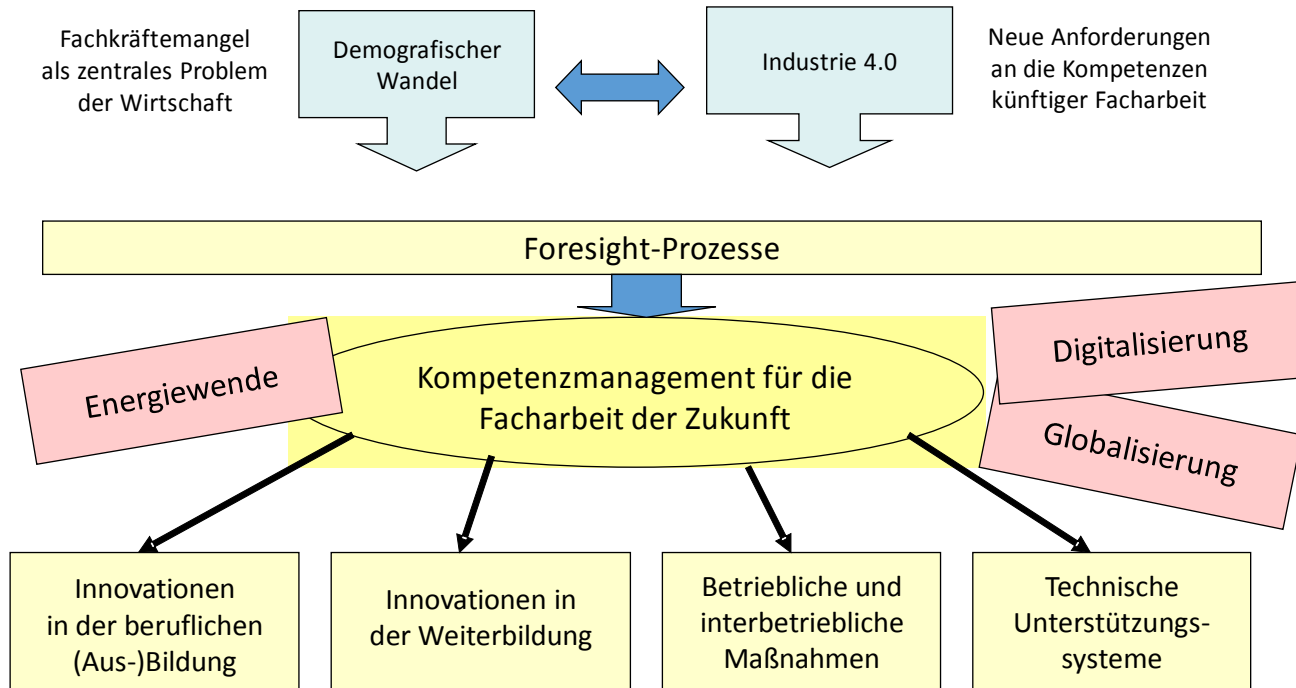 Fachkräftemangel
als zentrales Problem
der Wirtschaft
Demografischer
Wandel
Industrie 4.0
Neue Anforderungen
an die Kompetenzen
künftiger Facharbeit
Foresight-Prozesse
Energiewende
Kompetenzmanagement für die
Facharbeit der Zukunft
Digitalisierung
Globalisierung
Innovationen
in der beruflichen
(Aus-)Bildung
Innovationen in
der Weiterbildung
Betriebliche und
interbetriebliche
Maßnahmen
Technische
Unterstützungs-
systeme